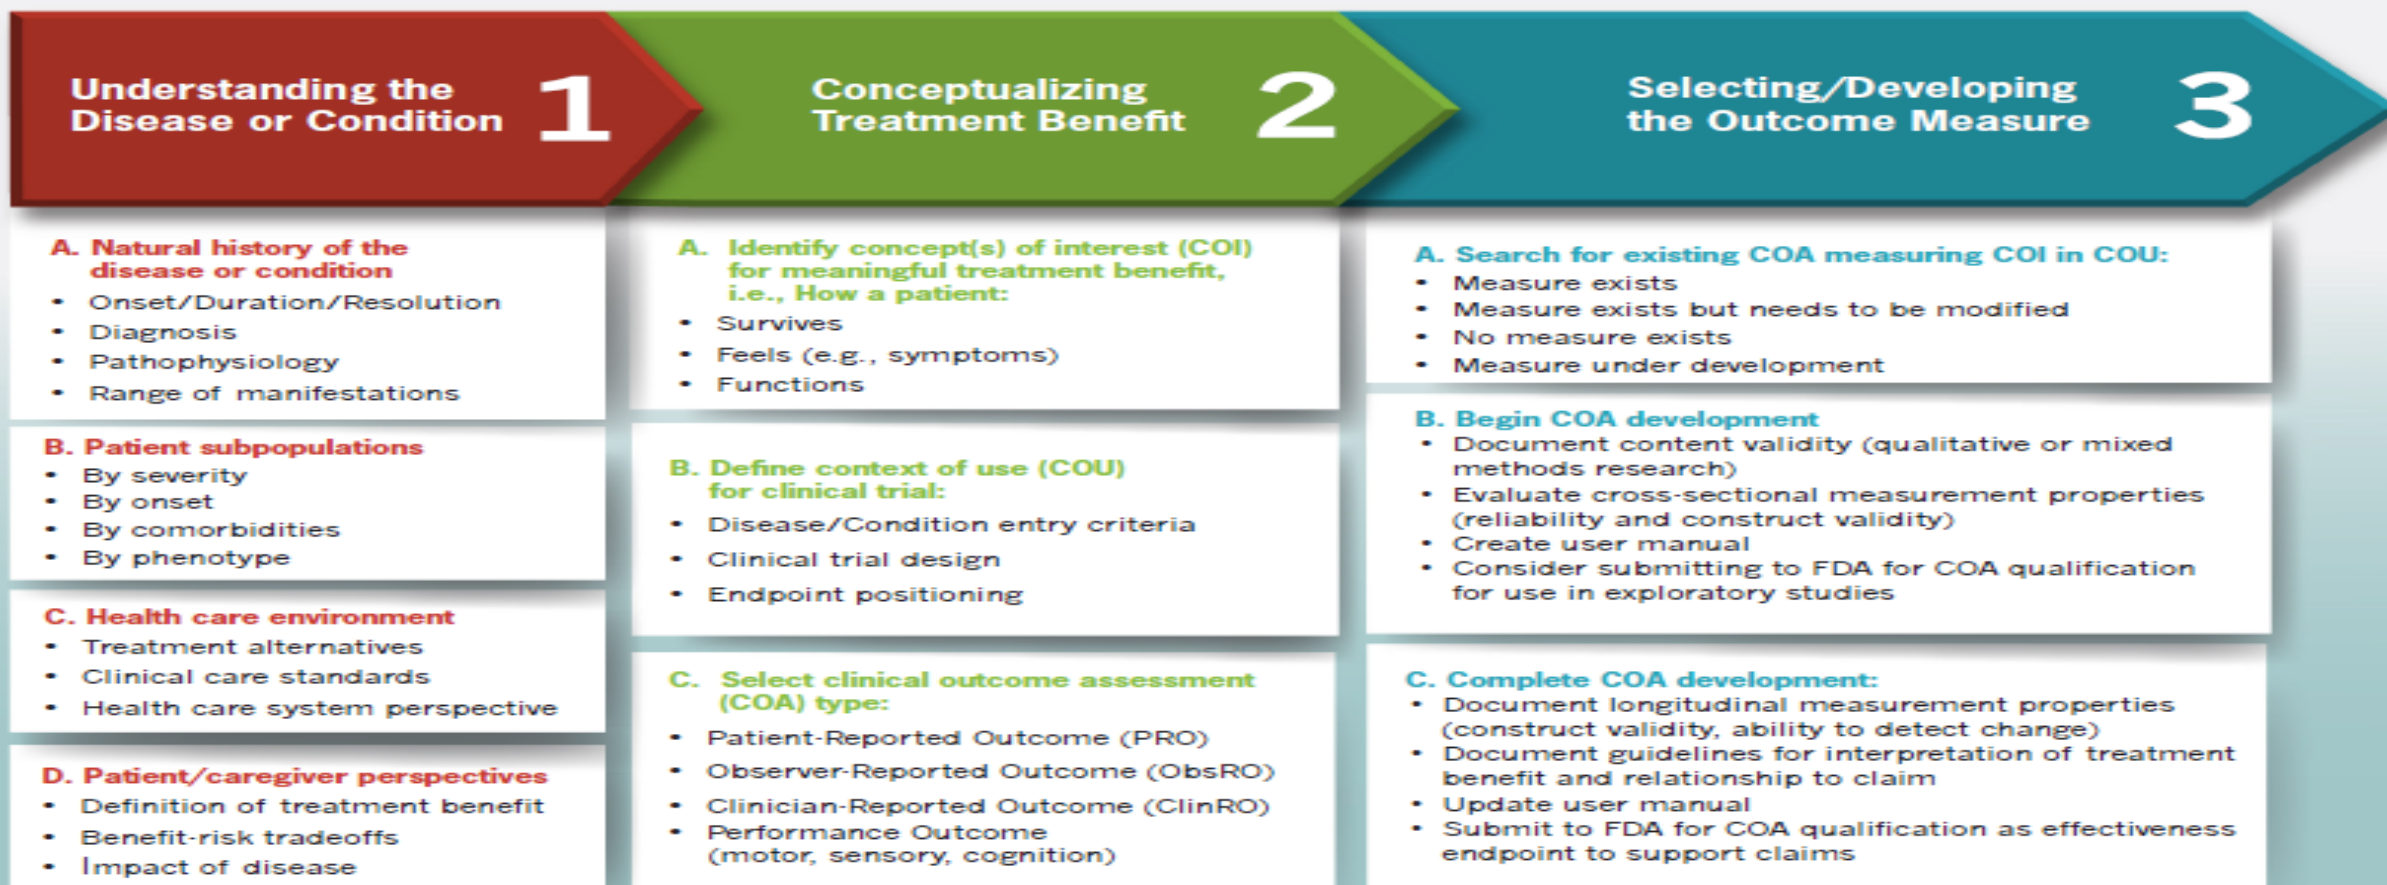 Understanding the
Disease or Condition
1
Conceptualizing
Treatment Benefit
2
Selecting/Developing
the Outcome Measure
3
A. Natural history of the
disease or condition
• Onset/Duration/Resolution
• Diagnosis
• Pathophysiology
• Range of manifestations
B. Patient subpopulations
• By severity
• By onset
• By comorbidities
• By phenotype
C. Health care environment
• Treatment alternatives
• Clinical care standards
• Health care system perspective
D. Patient/caregiver perspectives
• Definition of treatment benefit
• Benefit-risk tradeoffs
• Impact of disease
A. Identify concept(s) of interest (COI)
for meaningful treatment benefit,
i.e., How a patient:
• Survives
• Feels (e.g., symptoms)
• Functions
B. Define context of use (COU)
for clinical trial:
• Disease/Condition entry criteria
• Clinical trial design
• Endpoint positioning
C. Select clinical outcome assessment
(COA) type:
• Patient-Reported Outcome (PRO)
• Observer-Reported Outcome (ObsRO)
• Clinician-Reported Outcome (ClinRO)
• Performance Outcome
(motor, sensory, cognition)
A. Search for existing COA measuring COI in COU:
• Measure exists
• Measure exists but needs to be modified
• No measure exists
• Measure under development
B. Begin COA development
• Document content validity (qualitative or mixed
methods research)
• Evaluate cross-sectional measurement properties
(reliability and construct validity)
• Create user manual
• Consider submitting to FDA for COA qualification
for use in exploratory studies
C. Complete COA development:
• Document longitudinal measurement properties
(construct validity, ability to detect change)
• Document guidelines for interpretation of treatment
benefit and relationship to claim
• Update user manual
• Submit to FDA for COA qualification as effectiveness
endpoint to support claims